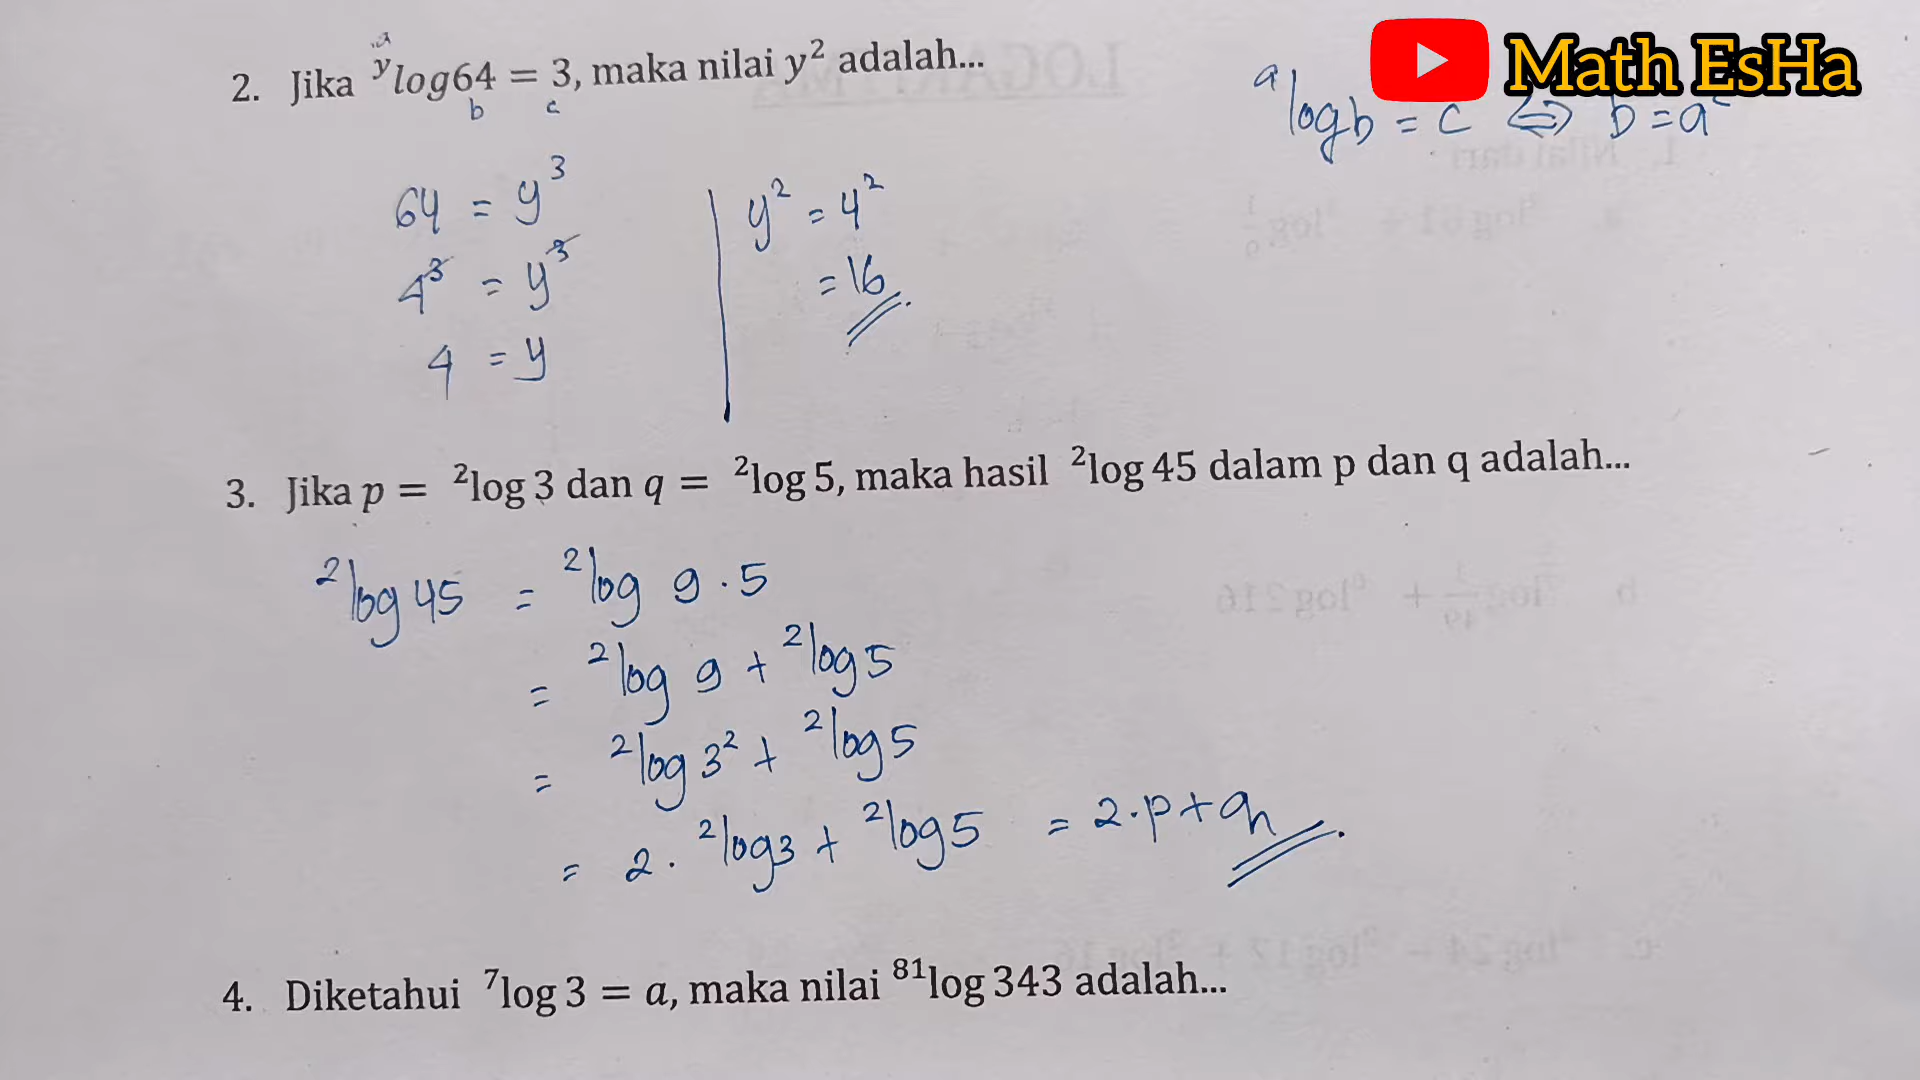 Math EsHa
2. Jika ʸlog64 = 3, maka nilai y² adalah...
a
b c
ᵃlog b = c ⇔ b = aᶜ
64 = y³
4³ = y³
4 = y
y² = 4²
= 16
3. Jika p = ²log 3 dan q = ²log 5, maka hasil ²log 45 dalam p dan q adalah...
²log 45 = ²log 9 . 5
= ²log 9 + ²log 5
= ²log 3² + ²log 5
= 2 . ²log 3 + ²log 5 = 2 . p + q
4. Diketahui ⁷log 3 = a, maka nilai ⁸¹log 343 adalah...